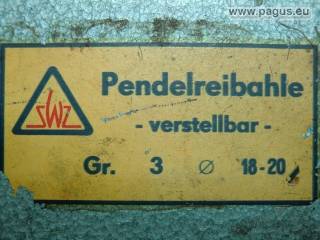 www.pagus.eu
SWZ
Pendelreibahle
- verstellbar -
Gr. 3 ⌀ 18-20